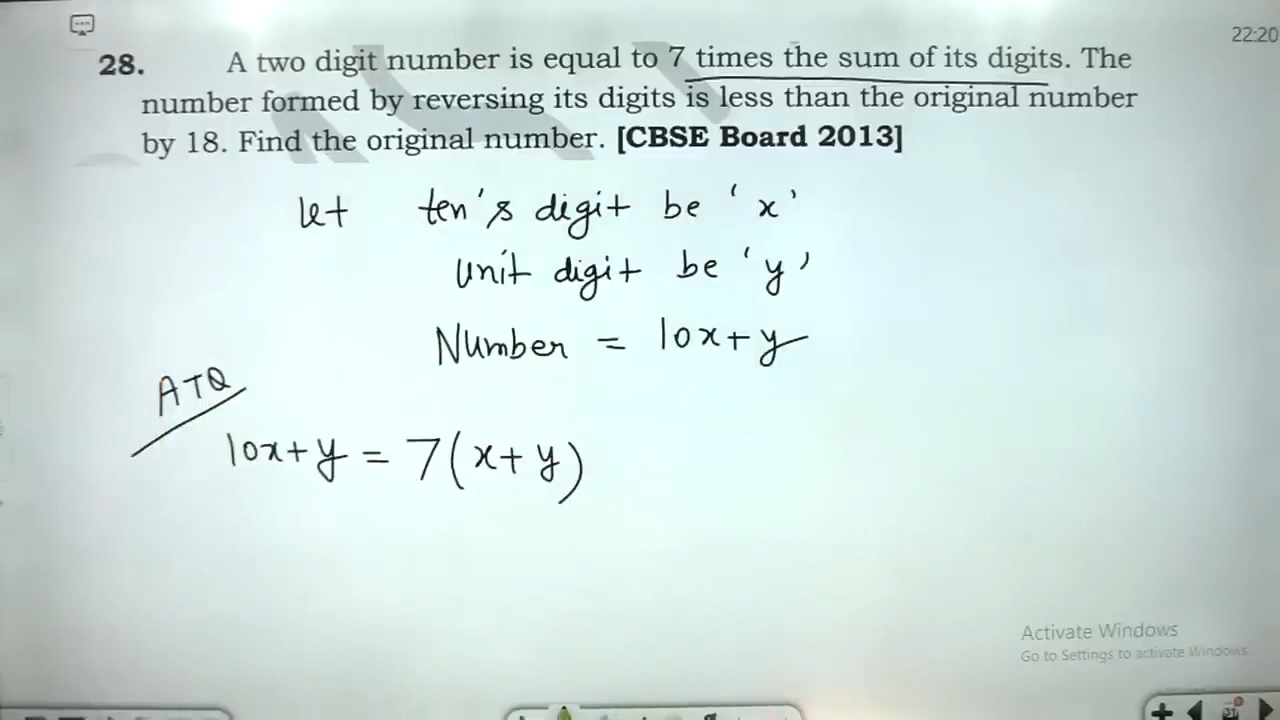 22:20
28. A two digit number is equal to 7 times the sum of its digits. The
number formed by reversing its digits is less than the original number
by 18. Find the original number. [CBSE Board 2013]
Let ten's digit be 'x'
unit digit be 'y'
Number = 10x+y
ATQ
10x+y = 7(x+y)
Activate Windows
Go to Settings to activate Windows.
31